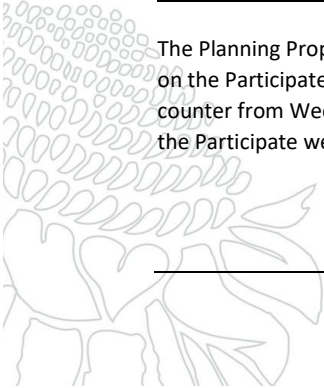 The Planning Prop
on the Participate
counter from Wed
the Participate we